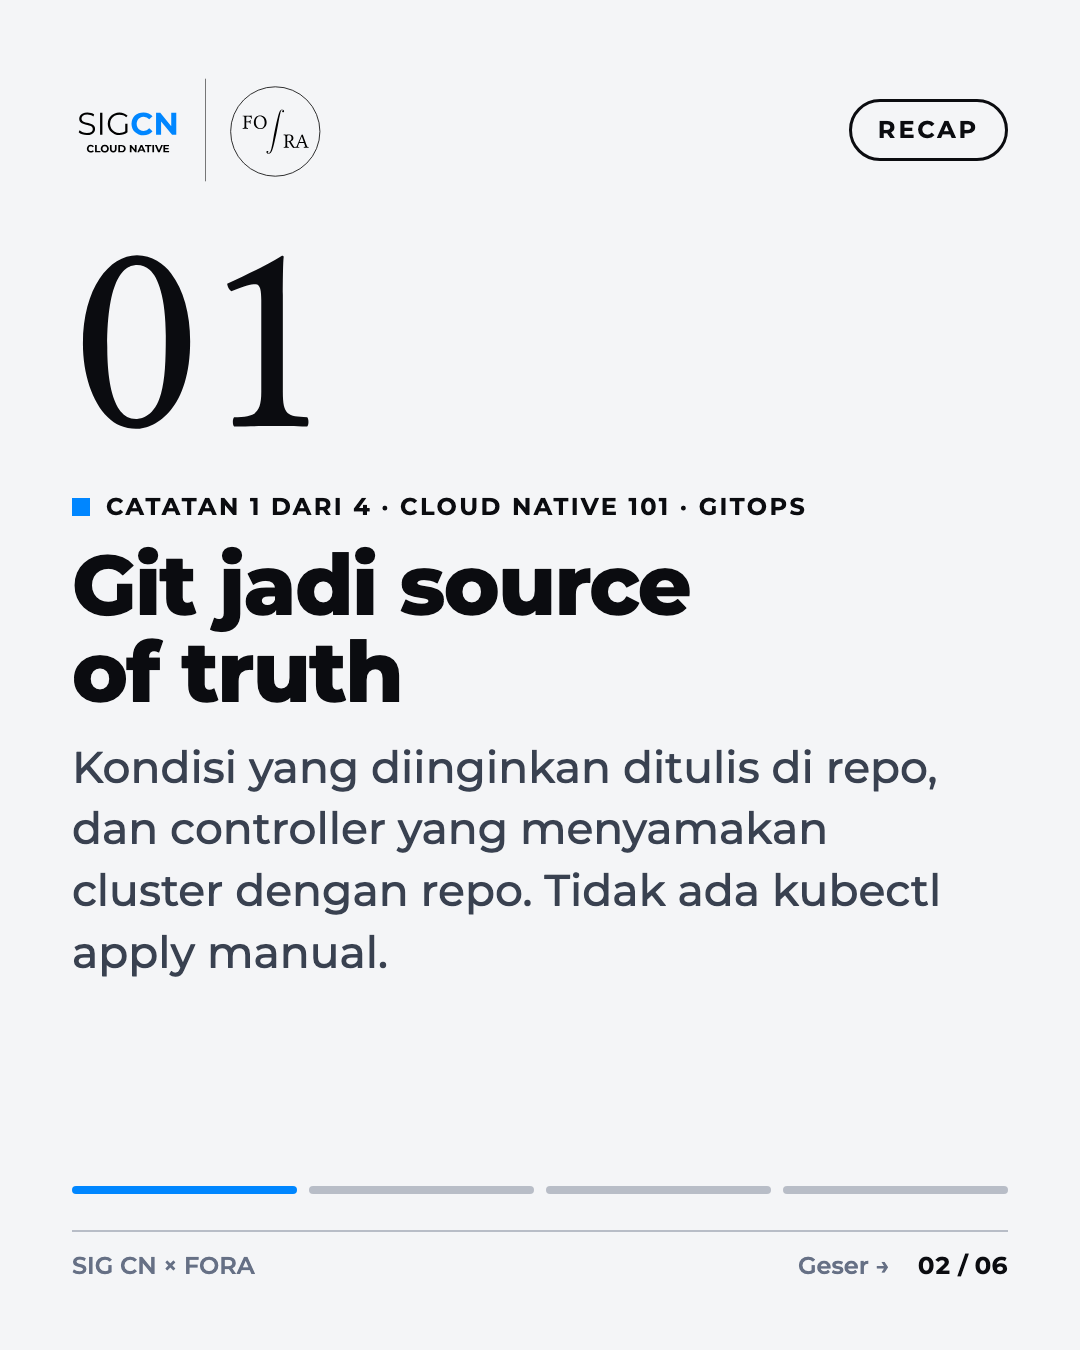 SIGCN
CLOUD NATIVE
FO
RA
RECAP
01
CATATAN 1 DARI 4 · CLOUD NATIVE 101 · GITOPS
Git jadi source
of truth
Kondisi yang diinginkan ditulis di repo,
dan controller yang menyamakan
cluster dengan repo. Tidak ada kubectl
apply manual.
SIG CN × FORA
Geser → 02 / 06